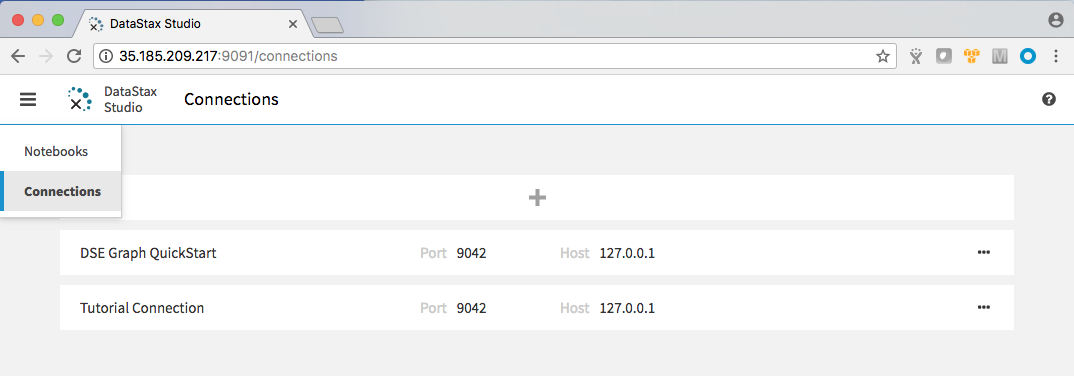 DataStax Studio
35.185.209.217:9091/connections
DataStax
Studio
Connections
Notebooks
Connections
DSE Graph QuickStart Port 9042 Host 127.0.0.1
Tutorial Connection Port 9042 Host 127.0.0.1